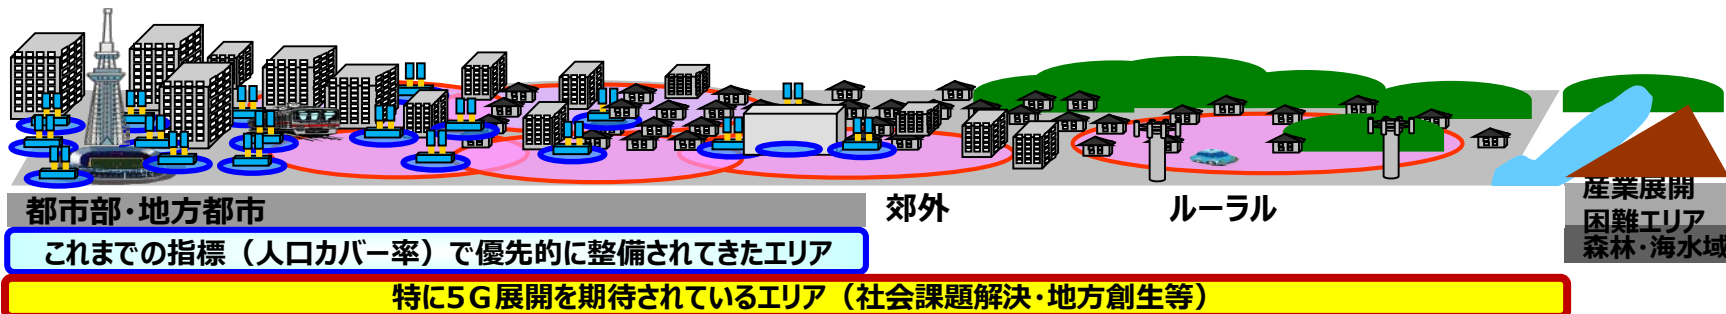 都市部・地方都市
郊外
ルーラル
産業展開
困難エリア
森林・海水域
これまでの指標（人口カバー率）で優先的に整備されてきたエリア
特に5G展開を期待されているエリア（社会課題解決・地方創生等）